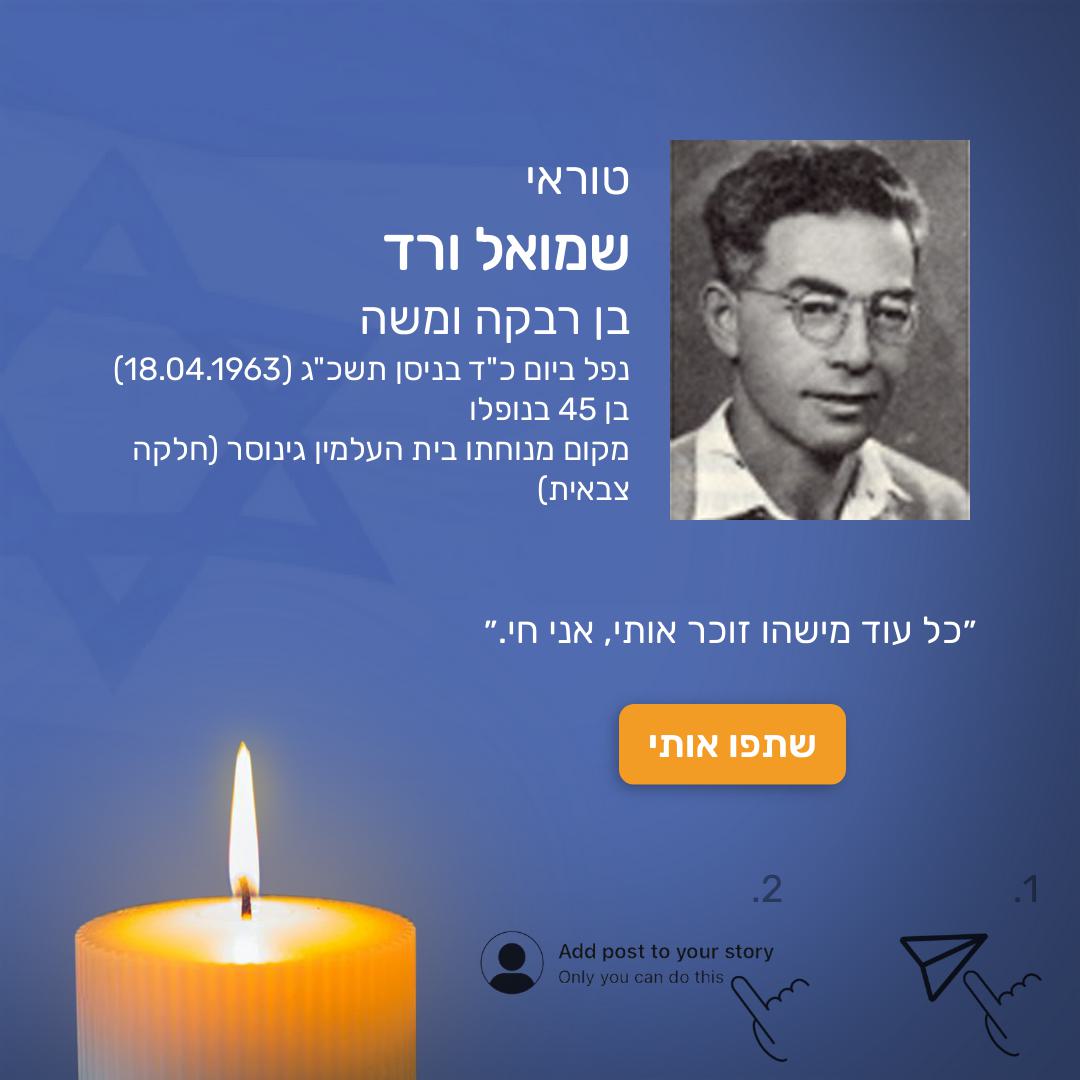 טוראי
שמואל ורד
בן רבקה ומשה
נפל ביום כ"ד בניסן תשכ"ג (18.04.1963)
בן 45 בנופלו
מקום מנוחתו בית העלמין גינוסר (חלקה
צבאית)
״כל עוד מישהו זוכר אותי, אני חי.״
שתפו אותי
.1
.2
Add post to your story
Only you can do this